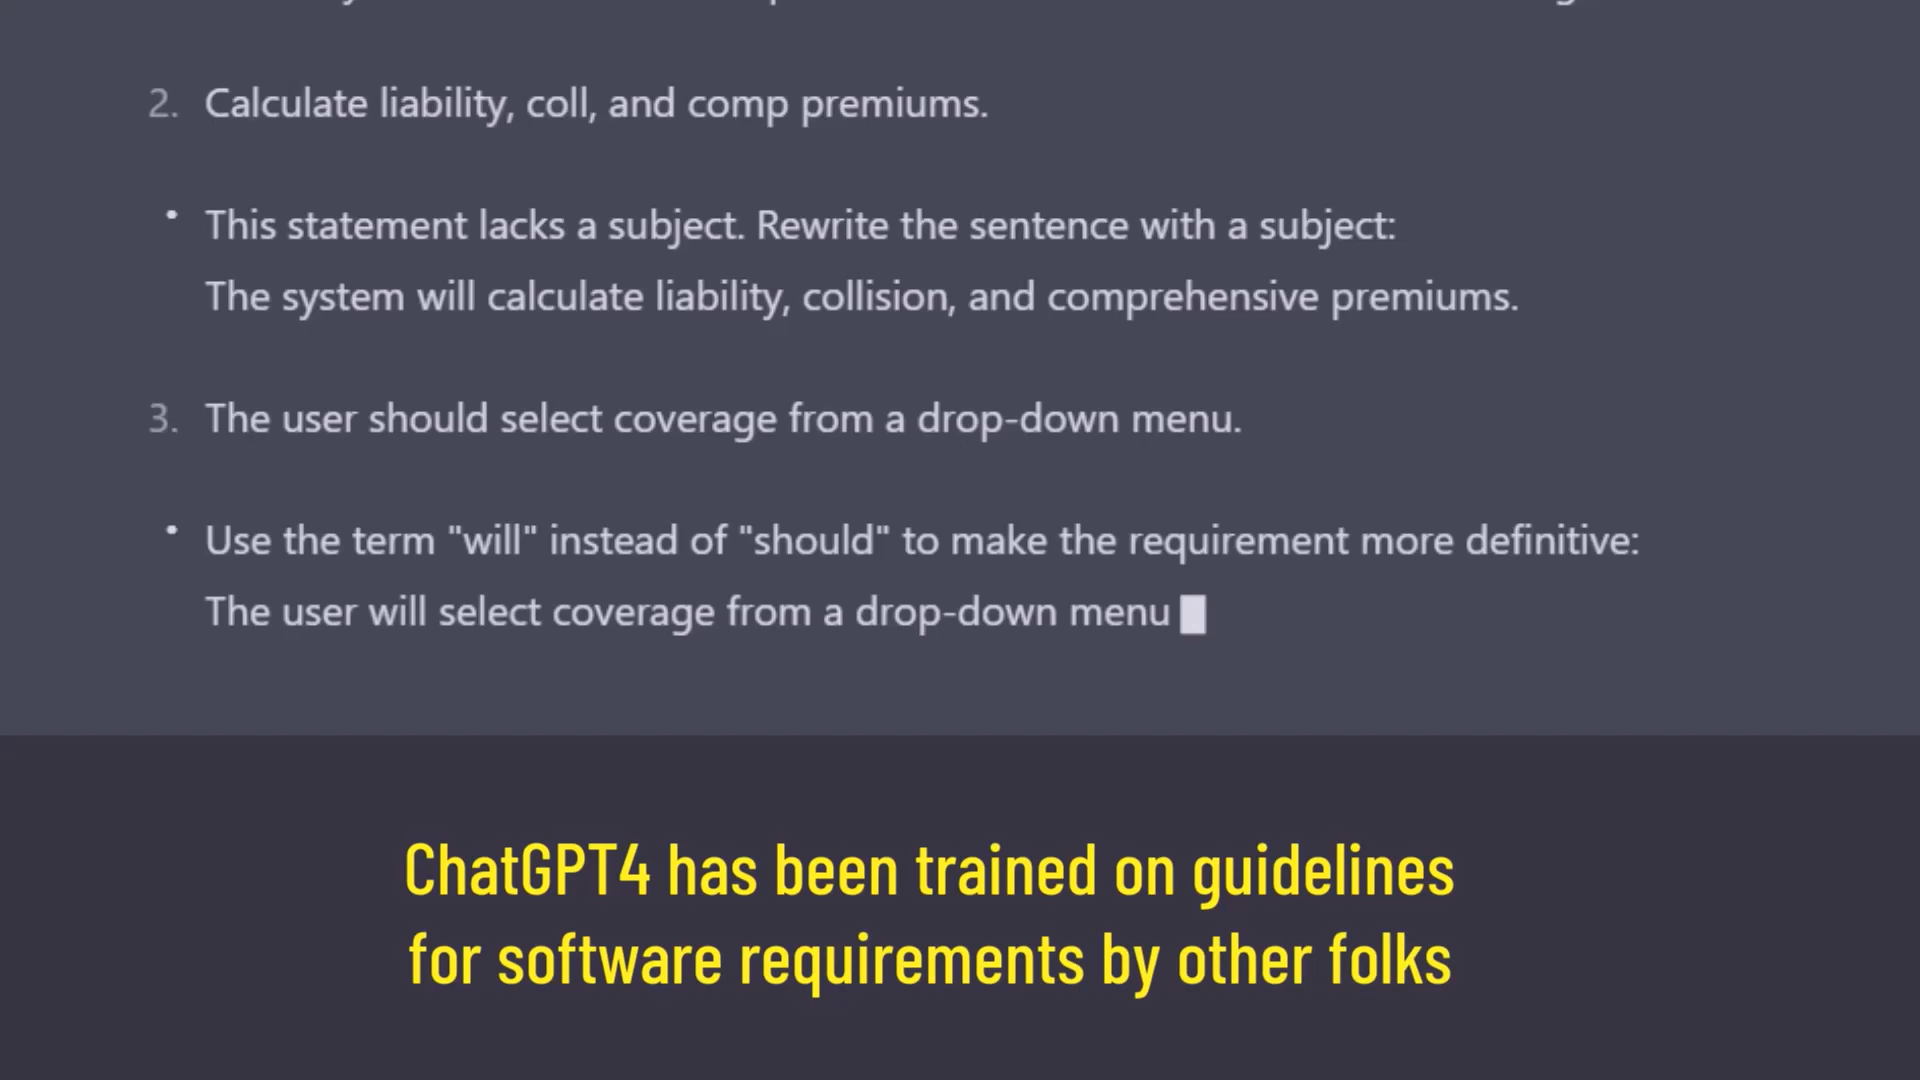 2. Calculate liability, coll, and comp premiums.
• This statement lacks a subject. Rewrite the sentence with a subject:
The system will calculate liability, collision, and comprehensive premiums.
3. The user should select coverage from a drop-down menu.
• Use the term "will" instead of "should" to make the requirement more definitive:
The user will select coverage from a drop-down menu
ChatGPT4 has been trained on guidelines
for software requirements by other folks